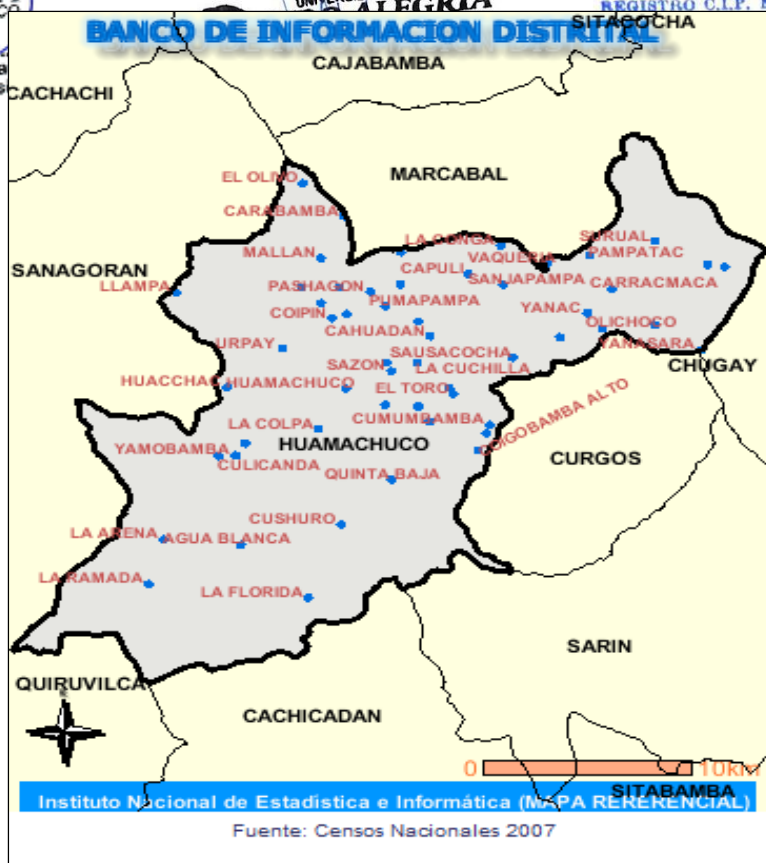 UNIVER
ALEGRIA
REGISTRO C.I.P.
SITACOCHA
BANCO DE INFORMACION DISTRITAL
CAJABAMBA
CACHACHI
MARCABAL
EL OLIVO
CARABAMBA
SURUAL
LA CONGA
MALLAN
VAQUERIA
PAMPATAC
SANAGORAN
CAPULI
SANJAPAMPA
CARRACMACA
LLAMPA
PASHAGON
PUMAPAMPA
YANAC
COIPIN
CAHUADAN
OLICHOCO
URPAY
YANASARA
SAUSACOCHA
SAZON
LA CUCHILLA
CHUGAY
HUACCHAC
HUAMACHUCO
EL TORO
LA COLPA
CUMUMBAMBA
COIGOBAMBA ALTO
HUAMACHUCO
YAMOBAMBA
CULICANDA
CURGOS
QUINTA BAJA
CUSHURO
LA ARENA
AGUA BLANCA
LA RAMADA
LA FLORIDA
SARIN
QUIRUVILCA
CACHICADAN
0 10km
SITABAMBA
Instituto Nacional de Estadística e Informática (MAPA RERERENCIAL)
Fuente: Censos Nacionales 2007